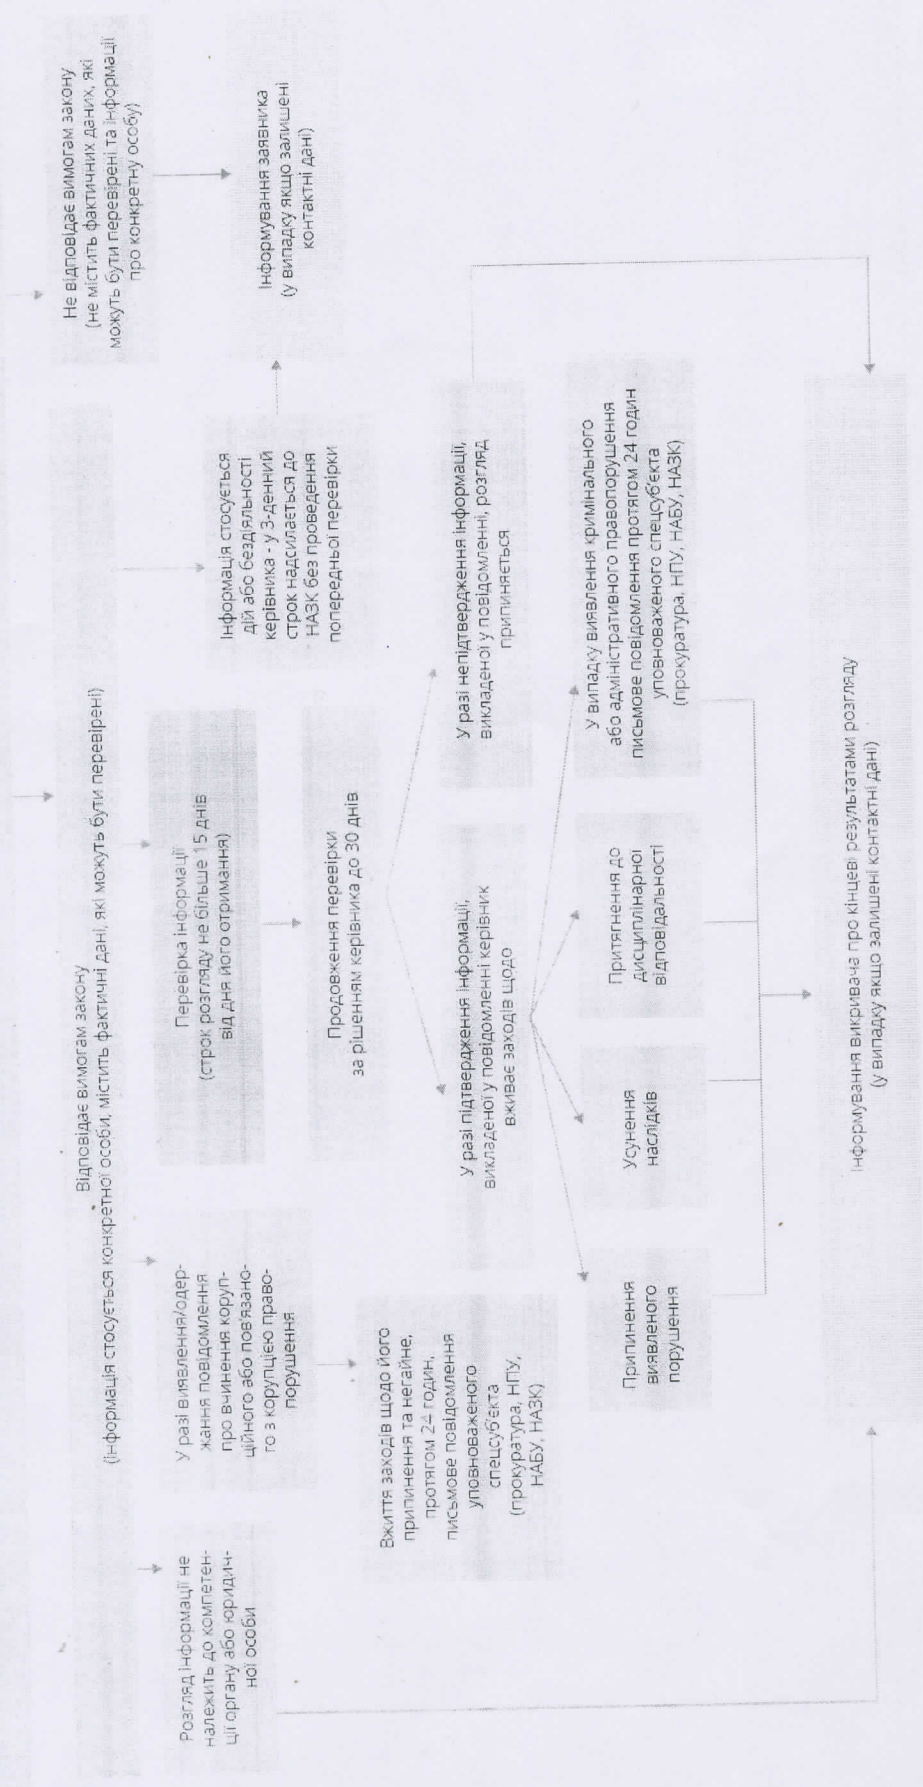 Відповідає вимогам закону
(інформація стосується конкретної особи, містить фактичні дані, які можуть бути перевірені)
Не відповідає вимогам закону
(не містить фактичних даних, які
можуть бути перевірені та інформації
про конкретну особу)
Розгляд інформації не
належить до компетен-
ції органу або юридич-
ної особи
У разі виявлення/одер-
жання повідомлення
про вчинення коруп-
ційного або пов'язано-
го з корупцією право-
порушення
Перевірка інформації
(строк розгляду не більше 15 днів
від дня його отримання)
Інформація стосується
дій або бездіяльності
керівника - у 3-денний
строк надсилається до
НАЗК без проведення
попередньої перевірки
Інформування заявника
(у випадку якщо залишені
контактні дані)
Продовження перевірки
за рішенням керівника до 30 днів
Вжиття заходів щодо його
припинення та негайне,
протягом 24 годин,
письмове повідомлення
уповноваженого
спецсуб'єкта
(прокуратура, НПУ,
НАБУ, НАЗК)
У разі підтвердження інформації,
викладеної у повідомленні керівник
вживає заходів щодо
У разі непідтвердження інформації,
викладеної у повідомленні, розгляд
припиняється
Припинення
виявленого
порушення
Усунення
наслідків
Притягнення до
дисциплінарної
відповідальності
У випадку виявлення кримінального
або адміністративного правопорушення
письмове повідомлення протягом 24 годин
уповноваженого спецсуб'єкта
(прокуратура, НПУ, НАБУ, НАЗК)
Інформування викривача про кінцеві результатами розгляду
(у випадку якщо залишені контактні дані)